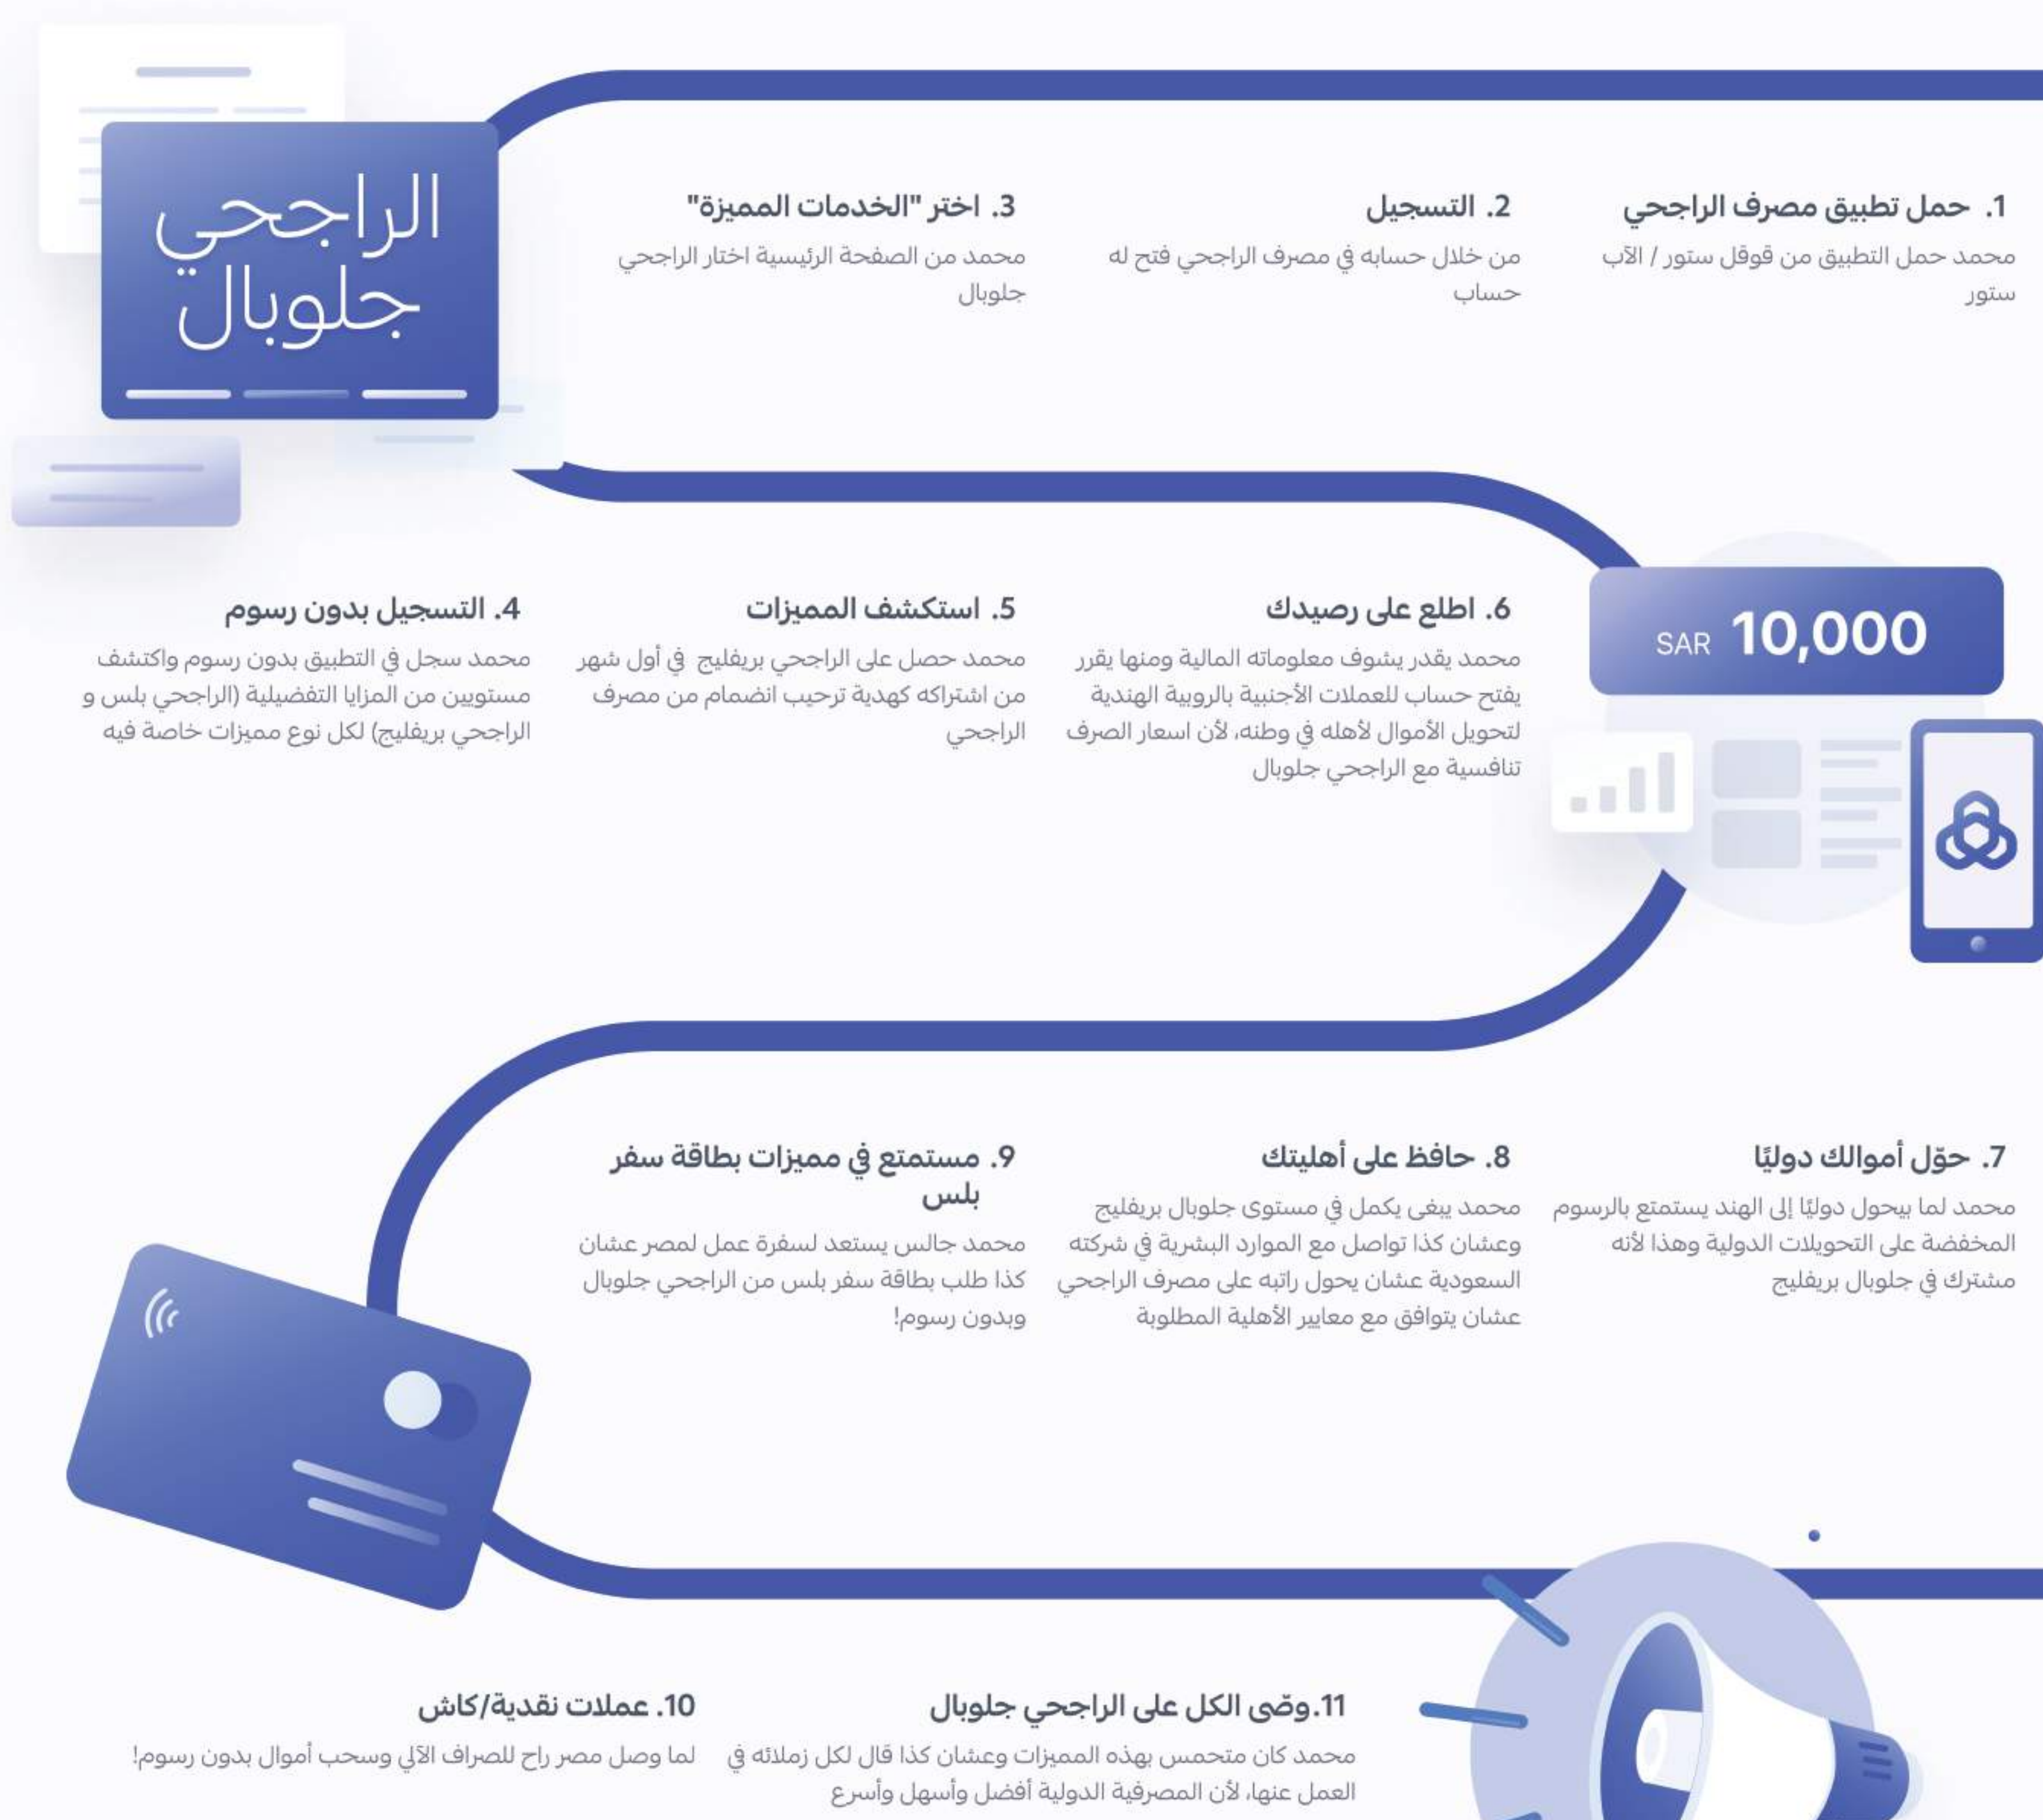 الراجحي
جلوبال
1. حمل تطبيق مصرف الراجحي
محمد حمل التطبيق من قوقل ستور / الآب
ستور
2. التسجيل
من خلال حسابه في مصرف الراجحي فتح له
حساب
3. اختر "الخدمات المميزة"
محمد من الصفحة الرئيسية اختار الراجحي
جلوبال
4. التسجيل بدون رسوم
محمد سجل في التطبيق بدون رسوم واكتشف
مستويين من المزايا التفضيلية (الراجحي بلس و
الراجحي بريفليج) لكل نوع مميزات خاصة فيه
5. استكشف المميزات
محمد حصل على الراجحي بريفليج في أول شهر
من اشتراكه كهدية ترحيب انضمام من مصرف
الراجحي
6. اطلع على رصيدك
محمد يقدر يشوف معلوماته المالية ومنها يقرر
يفتح حساب للعملات الأجنبية بالروبية الهندية
لتحويل الأموال لأهله في وطنه، لأن اسعار الصرف
تنافسية مع الراجحي جلوبال
SAR 10,000
7. حوّل أموالك دوليًا
محمد لما بيحول دوليًا إلى الهند يستمتع بالرسوم
المخفضة على التحويلات الدولية وهذا لأنه
مشترك في جلوبال بريفليج
8. حافظ على أهليتك
محمد يبغى يكمل في مستوى جلوبال بريفليج
وعشان كذا تواصل مع الموارد البشرية في شركته
السعودية عشان يحول راتبه على مصرف الراجحي
عشان يتوافق مع معايير الأهلية المطلوبة
9. مستمتع في مميزات بطاقة سفر
بلس
محمد جالس يستعد لسفرة عمل لمصر عشان
كذا طلب بطاقة سفر بلس من الراجحي جلوبال
وبدون رسوم!
10. عملات نقدية/كاش
لما وصل مصر راح للصراف الآلي وسحب أموال بدون رسوم!
11. وصّى الكل على الراجحي جلوبال
محمد كان متحمس بهذه المميزات وعشان كذا قال لكل زملائه في
العمل عنها، لأن المصرفية الدولية أفضل وأسهل وأسرع